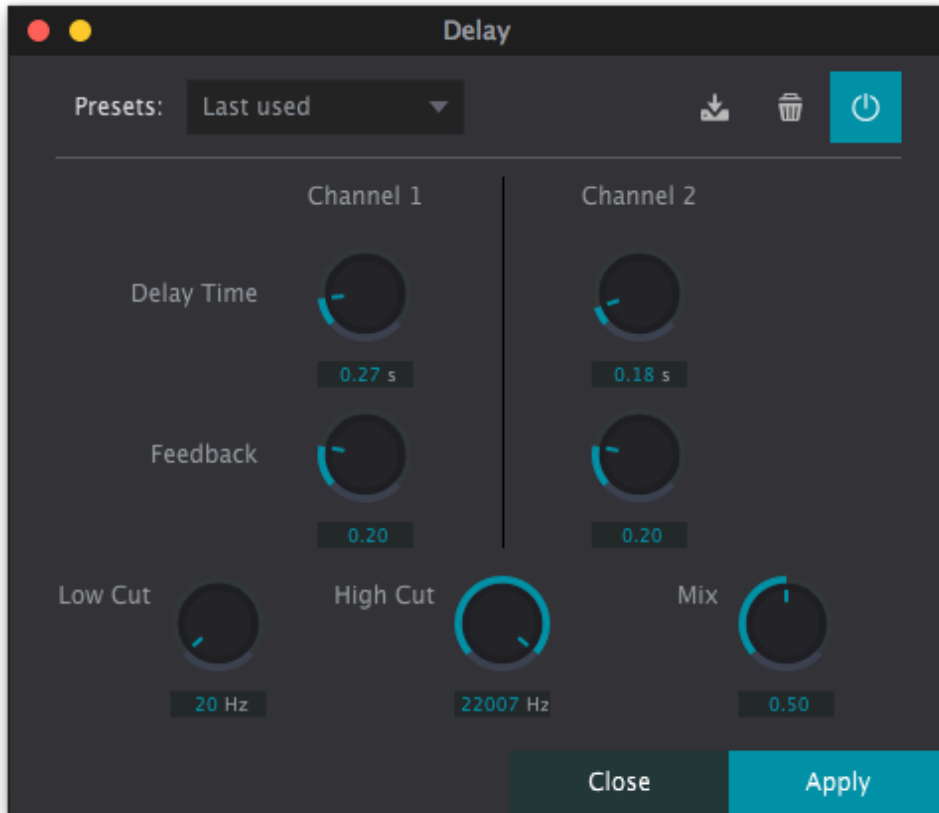 Delay
Presets: Last used
Channel 1 Channel 2
Delay Time
0.27 s 0.18 s
Feedback
0.20 0.20
Low Cut High Cut Mix
20 Hz 22007 Hz 0.50
Close Apply